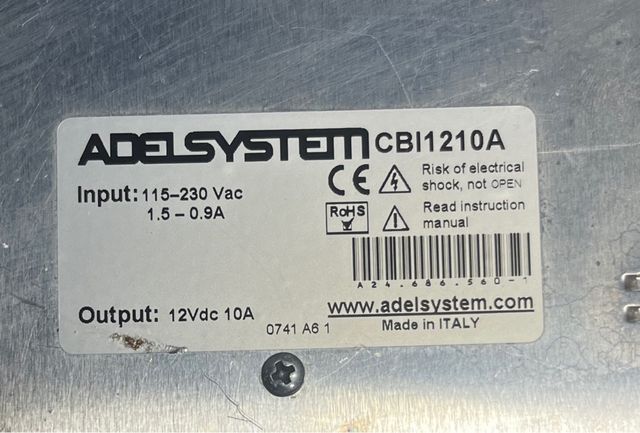 ADELSYSTEM CBI1210A
Input: 115–230 Vac
1.5 – 0.9A
CE
Risk of electrical
shock, not OPEN
RoHS
Read instruction
manual
A24.686.560-1
Output: 12Vdc 10A
0741 A6 1
www.adelsystem.com
Made in ITALY